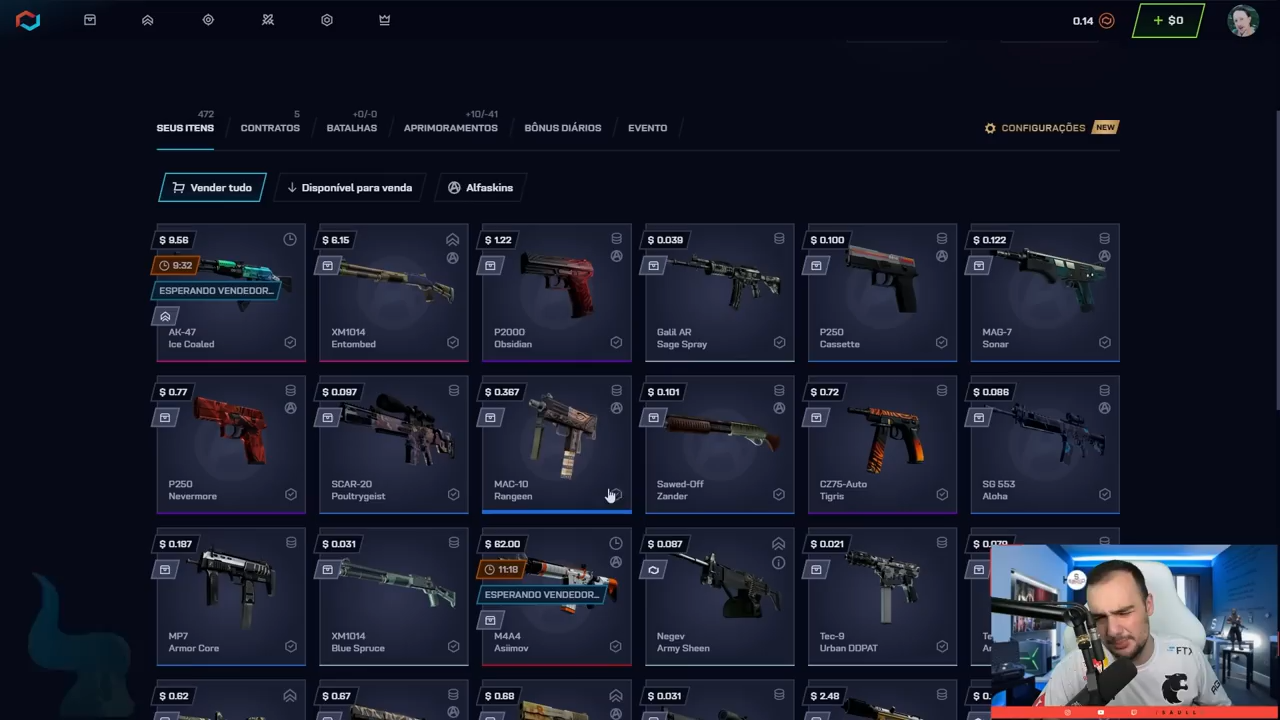 0.14
+ $0
472
SEUS ITENS
5
CONTRATOS
+0/-0
BATALHAS
+10/-41
APRIMORAMENTOS
BÔNUS DIÁRIOS
EVENTO
CONFIGURAÇÕES NEW
Vender tudo
Disponível para venda
Alfaskins
$ 9.56
9:32
ESPERANDO VENDEDOR...
AK-47
Ice Coaled
$ 6.15
XM1014
Entombed
$ 1.22
P2000
Obsidian
$ 0.039
Galil AR
Sage Spray
$ 0.100
P250
Cassette
$ 0.122
MAG-7
Sonar
$ 0.77
P250
Nevermore
$ 0.097
SCAR-20
Poultrygeist
$ 0.367
MAC-10
Rangeen
$ 0.101
Sawed-Off
Zander
$ 0.72
CZ75-Auto
Tigris
$ 0.086
SG 553
Aloha
$ 0.187
MP7
Armor Core
$ 0.031
XM1014
Blue Spruce
$ 62.00
11:19
ESPERANDO VENDEDOR...
M4A4
Asiimov
$ 0.087
Negev
Army Sheen
$ 0.021
Tec-9
Urban DDPAT
$ 0.62
$ 0.67
$ 0.68
$ 0.031
$ 2.48
FTX